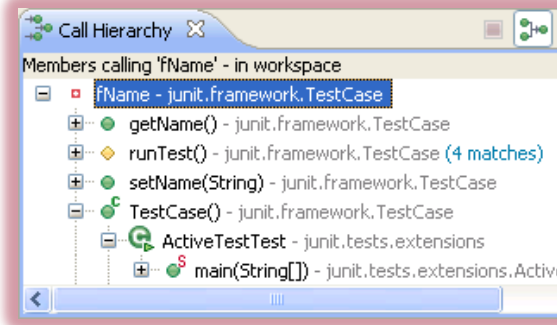 Call Hierarchy
Members calling 'fName' - in workspace
fName - junit.framework.TestCase
getName() - junit.framework.TestCase
runTest() - junit.framework.TestCase (4 matches)
setName(String) - junit.framework.TestCase
C TestCase() - junit.framework.TestCase
ActiveTestTest - junit.tests.extensions
S main(String[]) - junit.tests.extensions.Active